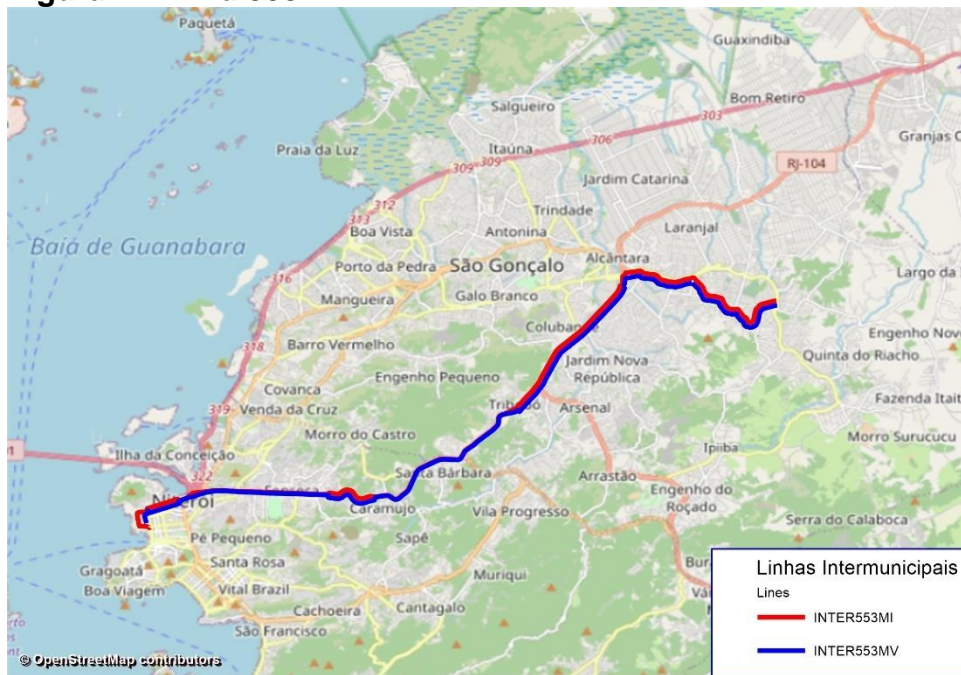 Paquetá
Guaxindiba
Bom Retiro
Salgueiro
303
306
Granjas C
Itaúna
Praia da Luz
309
309
RJ-104
Jardim Catarina
312
313
Trindade
Boa Vista
Antonina
Laranjal
Baía de Guanabara
Alcântara
Porto da Pedra
São Gonçalo
316
Largo da
Mangueira
Galo Branco
Barro Vermelho
Engenho Novo
318
Jardim Nova
República
Quinta do Riacho
Engenho Pequeno
Covanca
Fazenda Itait
319
Venda da Cruz
Arsenal
Morro do Castro
Ipiiba
Morro Surucucu
Ilha da Conceição
Santa Bárbara
Arrastão
322
Engenho do
Roçado
Caramujo
Vila Progresso
Serra do Calaboca
Pé Pequeno
Sapê
Santa Rosa
Gragoatá
Muriqui
Boa Viagem
Vital Brazil
Cantagalo
Cachoeira
São Francisco
Linhas Intermunicipais
Lines
INTER553MI
INTER553MV
© OpenStreetMap contributors